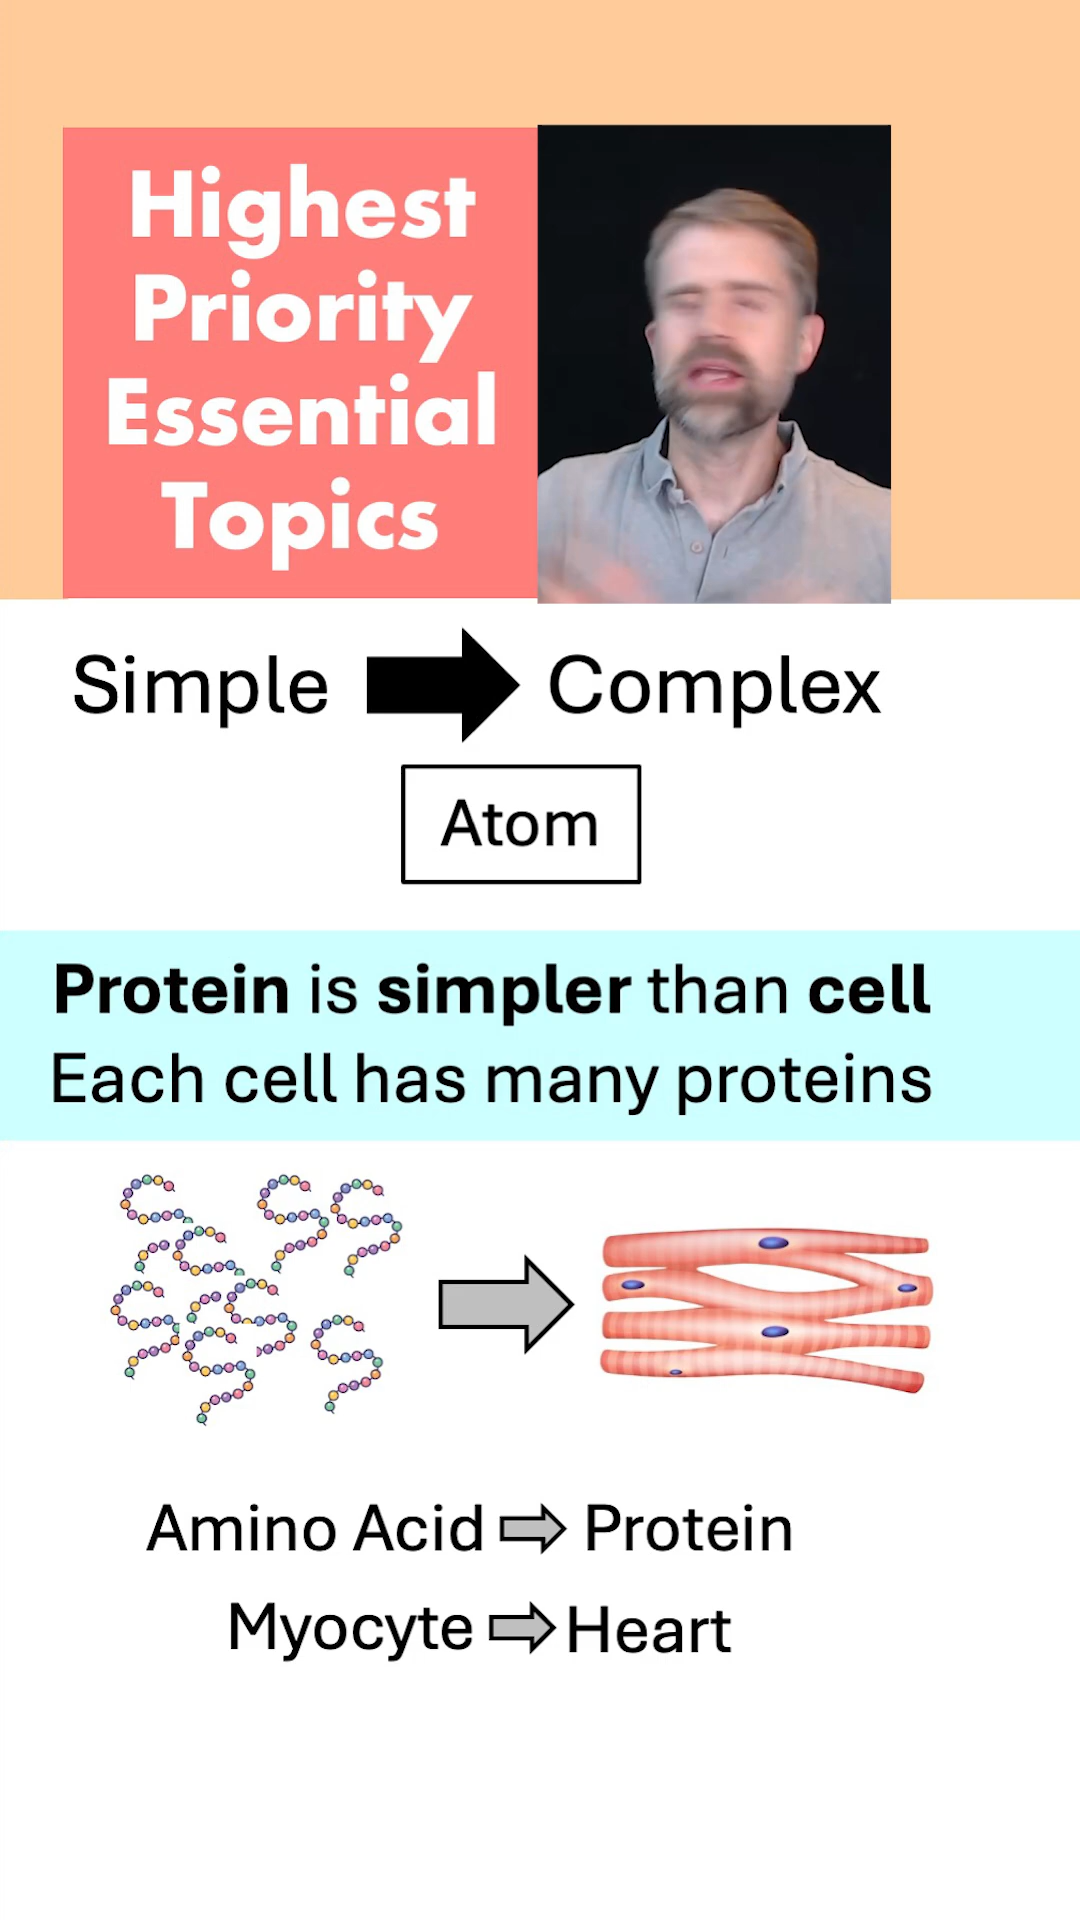 Highest
Priority
Essential
Topics
Simple Complex
Atom
Protein is simpler than cell
Each cell has many proteins
Amino Acid Protein
Myocyte Heart